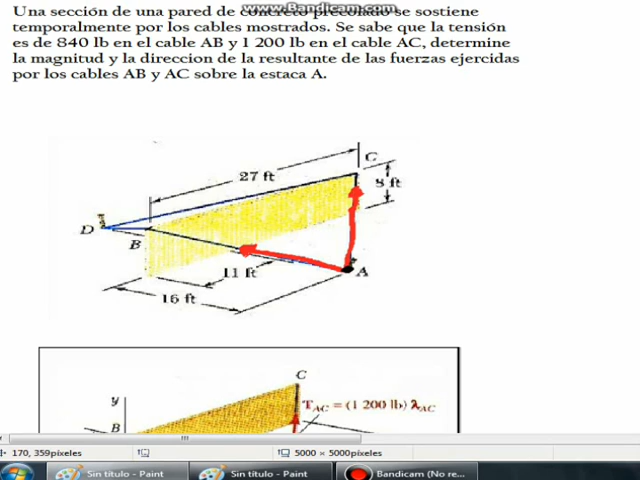 www.Bandicam.com
Una sección de una pared de concreto precolado se sostiene
temporalmente por los cables mostrados. Se sabe que la tensión
es de 840 lb en el cable AB y 1 200 lb en el cable AC, determine
la magnitud y la direccion de la resultante de las fuerzas ejercidas
por los cables AB y AC sobre la estaca A.
C
27 ft
8 ft
D
B
A
11 ft
16 ft
C
y
T_AC = (1 200 lb) λ_AC
B
170, 359píxeles
5000 × 5000píxeles
Sin título - Paint
Sin título - Paint
Bandicam (No re...